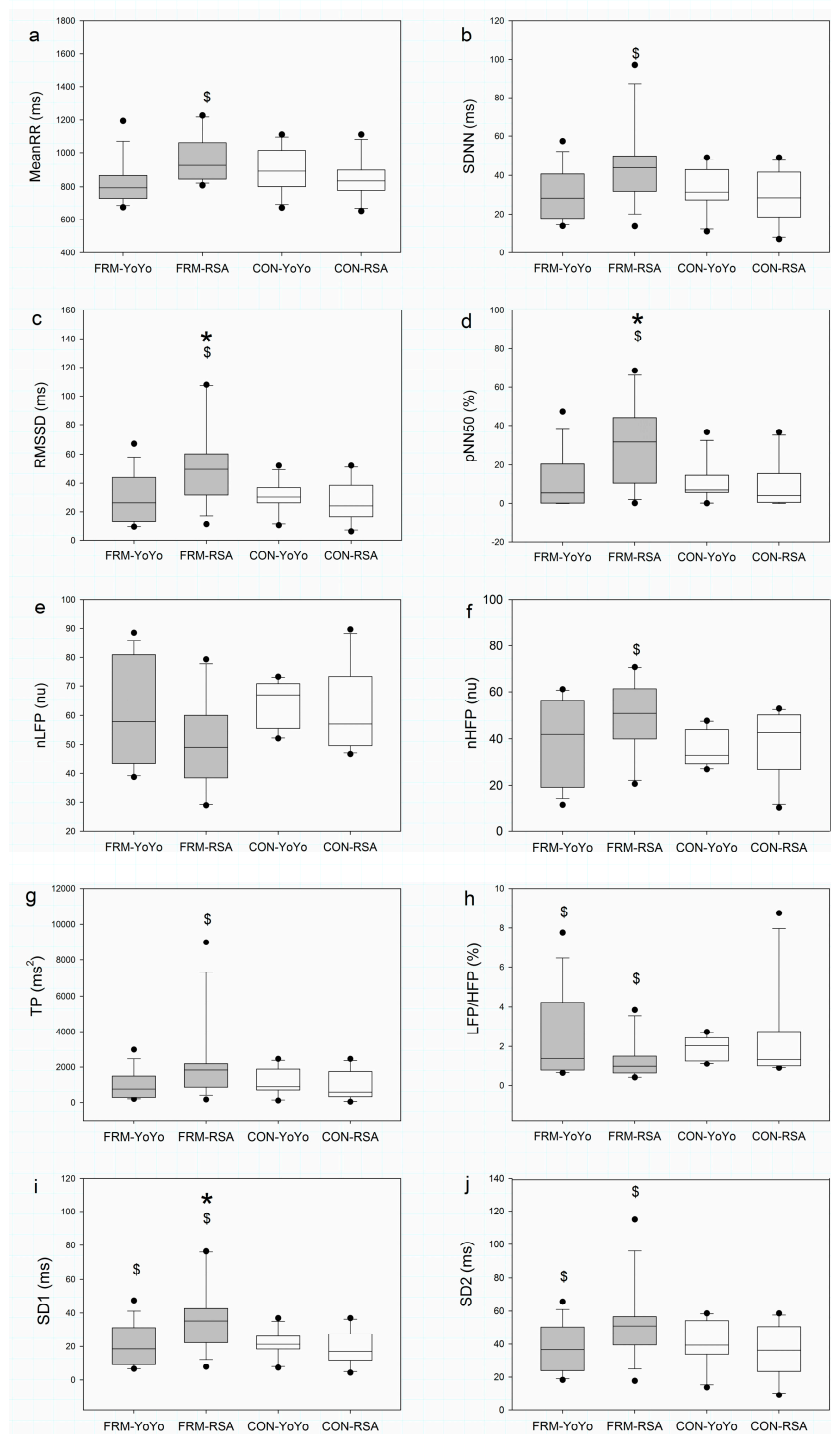 a
MeanRR (ms)
1800
1600
1400
1200
1000
800
600
400
$
FRM-YoYo FRM-RSA CON-YoYo CON-RSA
b
SDNN (ms)
120
100
80
60
40
20
0
$
FRM-YoYo FRM-RSA CON-YoYo CON-RSA
c
RMSSD (ms)
160
140
120
100
80
60
40
20
0
*
$
FRM-YoYo FRM-RSA CON-YoYo CON-RSA
d
pNN50 (%)
100
80
60
40
20
0
-20
*
$
FRM-YoYo FRM-RSA CON-YoYo CON-RSA
e
nLFP (nu)
100
90
80
70
60
50
40
30
20
FRM-YoYo FRM-RSA CON-YoYo CON-RSA
f
nHFP (nu)
100
80
60
40
20
0
$
FRM-YoYo FRM-RSA CON-YoYo CON-RSA
g
TP (ms²)
12000
10000
8000
6000
4000
2000
0
$
FRM-YoYo FRM-RSA CON-YoYo CON-RSA
h
LFP/HFP (%)
10
8
6
4
2
0
$
$
FRM-YoYo FRM-RSA CON-YoYo CON-RSA
i
SD1 (ms)
120
100
80
60
40
20
0
*
$
$
FRM-YoYo FRM-RSA CON-YoYo CON-RSA
j
SD2 (ms)
140
120
100
80
60
40
20
0
$
$
FRM-YoYo FRM-RSA CON-YoYo CON-RSA